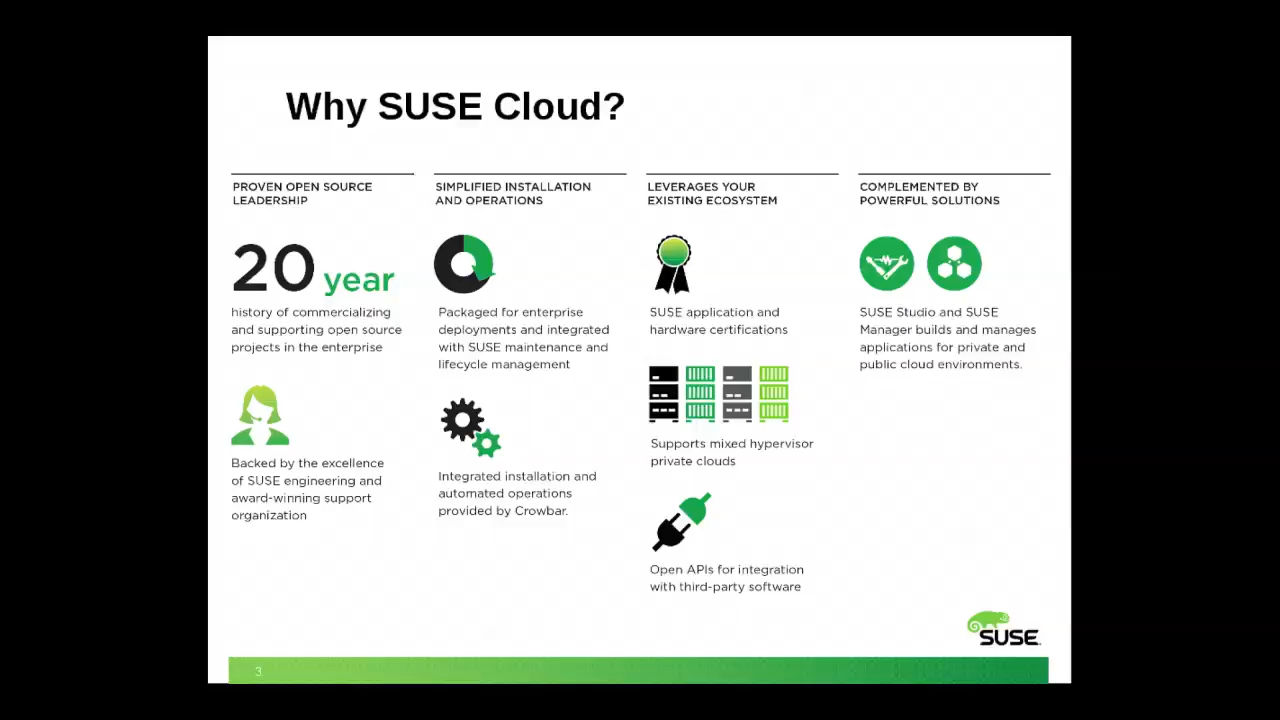 Why SUSE Cloud?
PROVEN OPEN SOURCE
LEADERSHIP
20 year
history of commercializing
and supporting open source
projects in the enterprise
Backed by the excellence
of SUSE engineering and
award-winning support
organization
SIMPLIFIED INSTALLATION
AND OPERATIONS
Packaged for enterprise
deployments and integrated
with SUSE maintenance and
lifecycle management
Integrated installation and
automated operations
provided by Crowbar.
LEVERAGES YOUR
EXISTING ECOSYSTEM
SUSE application and
hardware certifications
Supports mixed hypervisor
private clouds
Open APIs for integration
with third-party software
COMPLEMENTED BY
POWERFUL SOLUTIONS
SUSE Studio and SUSE
Manager builds and manages
applications for private and
public cloud environments.
SUSE
3